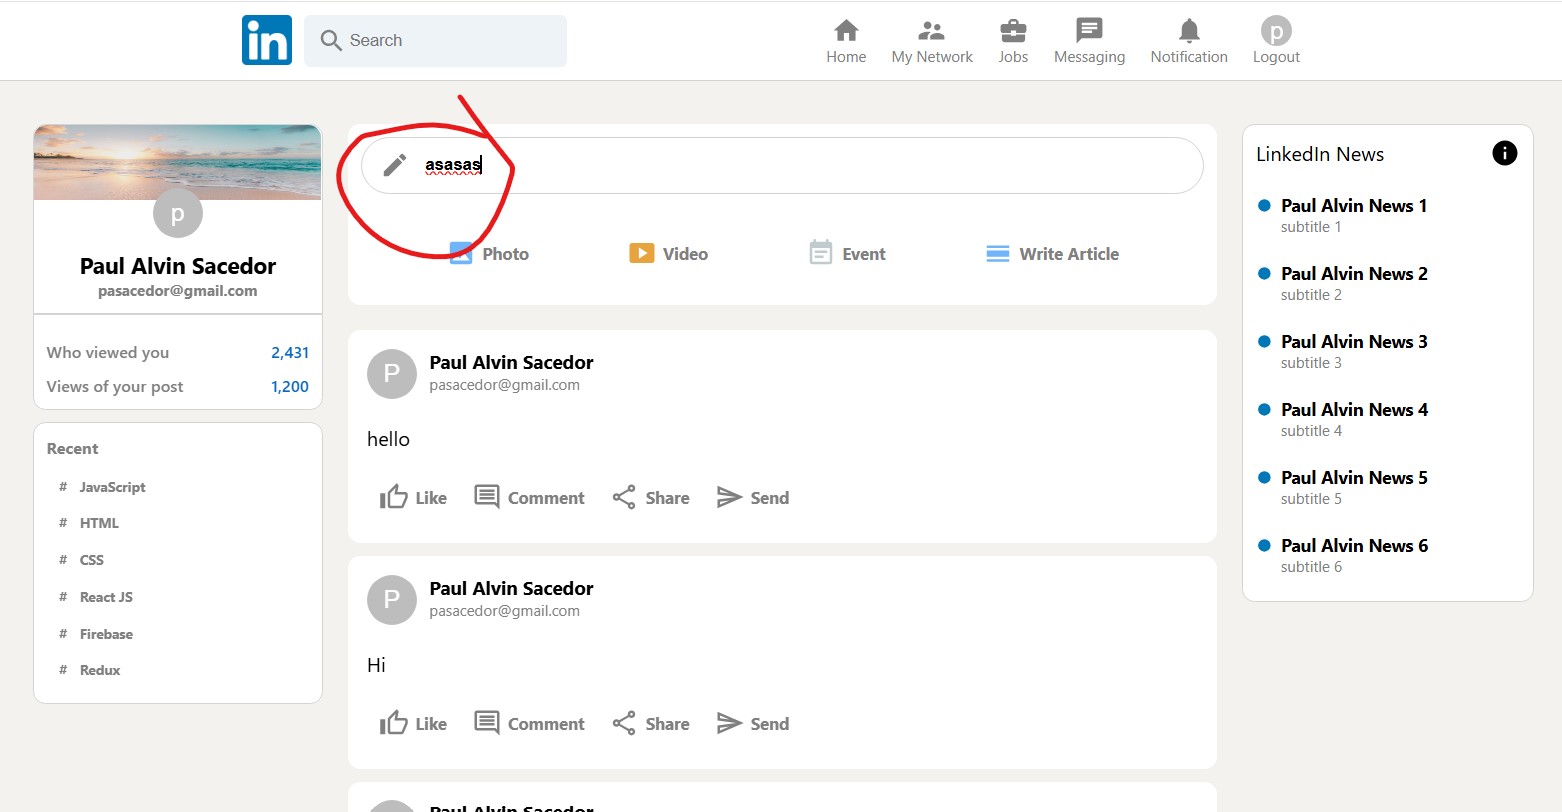 in
Search
Home
My Network
Jobs
Messaging
Notification
p
Logout
p
Paul Alvin Sacedor
pasacedor@gmail.com
Who viewed you 2,431
Views of your post 1,200
Recent
# JavaScript
# HTML
# CSS
# React JS
# Firebase
# Redux
asasas
Photo
Video
Event
Write Article
P
Paul Alvin Sacedor
pasacedor@gmail.com
hello
Like
Comment
Share
Send
P
Paul Alvin Sacedor
pasacedor@gmail.com
Hi
Like
Comment
Share
Send
Paul Alvin Sacedor
LinkedIn News
Paul Alvin News 1
subtitle 1
Paul Alvin News 2
subtitle 2
Paul Alvin News 3
subtitle 3
Paul Alvin News 4
subtitle 4
Paul Alvin News 5
subtitle 5
Paul Alvin News 6
subtitle 6